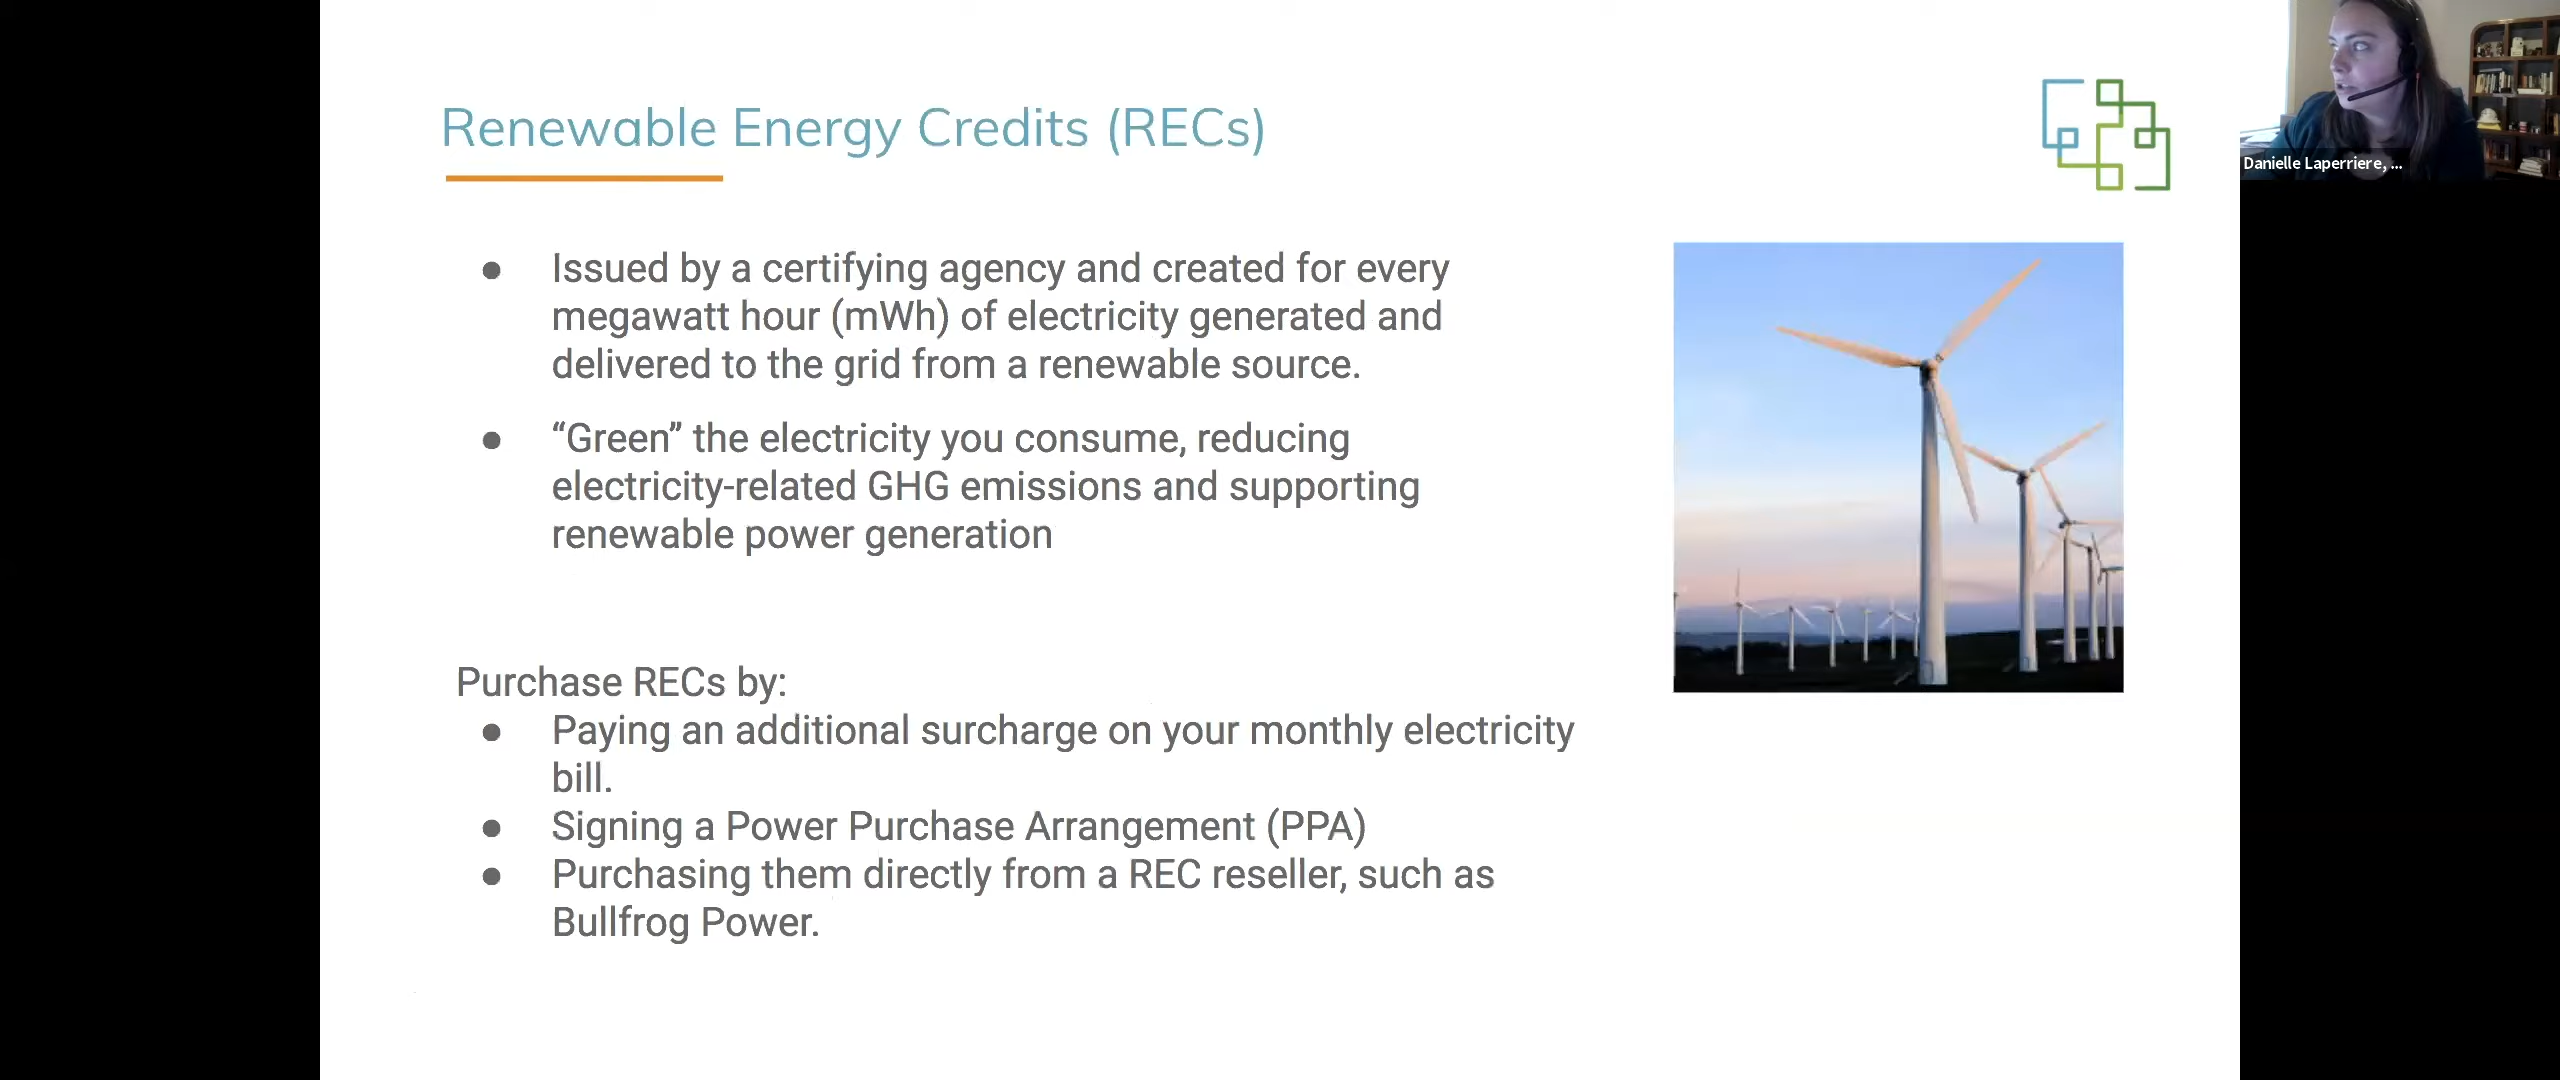 Renewable Energy Credits (RECs)
Danielle Laperriere, ...
● Issued by a certifying agency and created for every
megawatt hour (mWh) of electricity generated and
delivered to the grid from a renewable source.
● “Green” the electricity you consume, reducing
electricity-related GHG emissions and supporting
renewable power generation
Purchase RECs by:
● Paying an additional surcharge on your monthly electricity
bill.
● Signing a Power Purchase Arrangement (PPA)
● Purchasing them directly from a REC reseller, such as
Bullfrog Power.